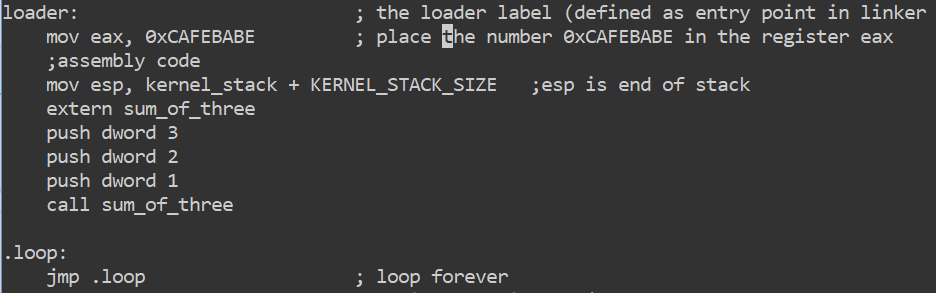 loader:                         ; the loader label (defined as entry point in linker
    mov eax, 0xCAFEBABE         ; place the number 0xCAFEBABE in the register eax
    ;assembly code
    mov esp, kernel_stack + KERNEL_STACK_SIZE   ;esp is end of stack
    extern sum_of_three
    push dword 3
    push dword 2
    push dword 1
    call sum_of_three
.loop:
    jmp .loop                   ; loop forever